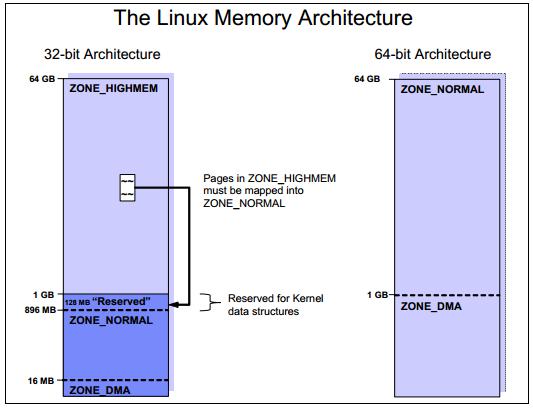 The Linux Memory Architecture
32-bit Architecture
64 GB
ZONE_HIGHMEM
Pages in ZONE_HIGHMEM
must be mapped into
ZONE_NORMAL
1 GB
128 MB "Reserved"
896 MB
ZONE_NORMAL
Reserved for Kernel
data structures
16 MB
ZONE_DMA
64-bit Architecture
64 GB
ZONE_NORMAL
1 GB
ZONE_DMA